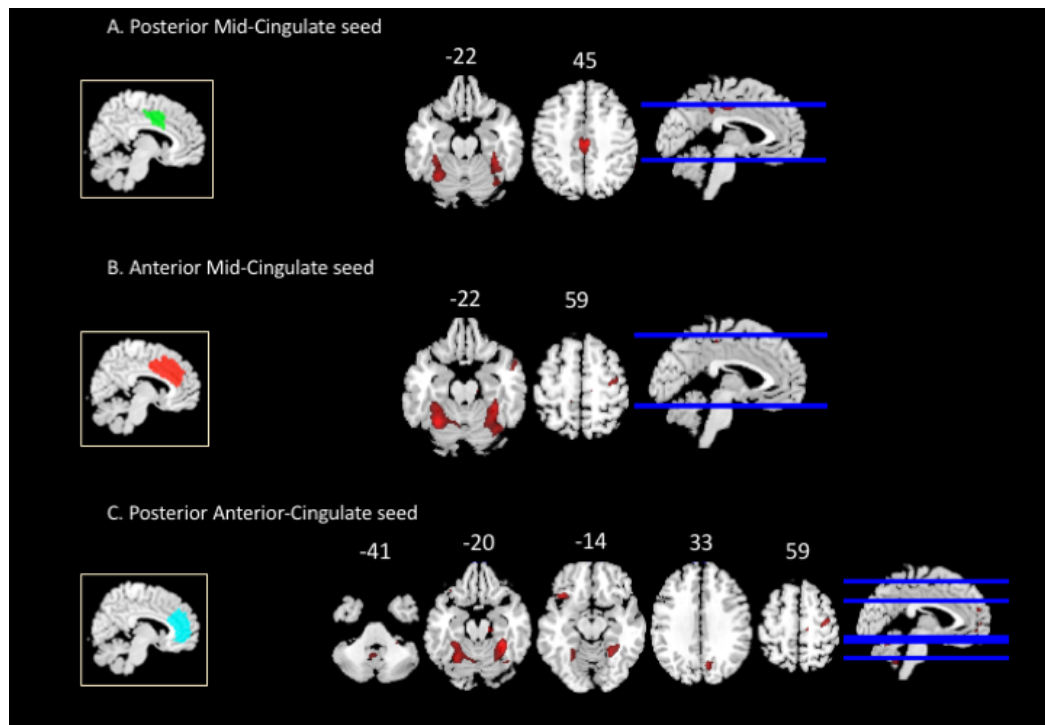 A. Posterior Mid-Cingulate seed
-22 45
B. Anterior Mid-Cingulate seed
-22 59
C. Posterior Anterior-Cingulate seed
-41 -20 -14 33 59